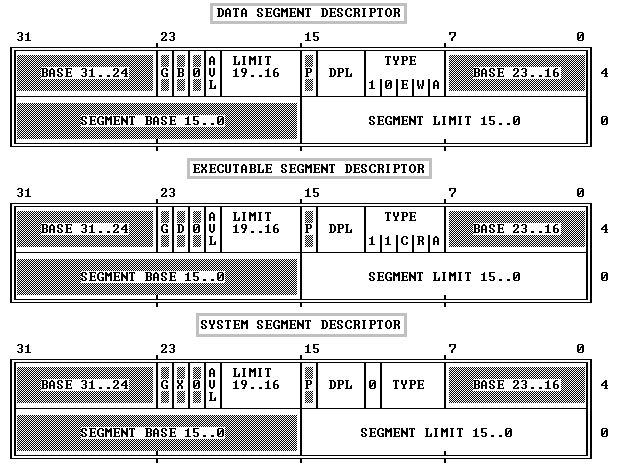 DATA SEGMENT DESCRIPTOR
31 23 15 7 0
BASE 31..24 G B 0 AVL LIMIT 19..16 P DPL TYPE 1 0 E W A BASE 23..16 4
SEGMENT BASE 15..0 SEGMENT LIMIT 15..0 0
EXECUTABLE SEGMENT DESCRIPTOR
31 23 15 7 0
BASE 31..24 G D 0 AVL LIMIT 19..16 P DPL TYPE 1 1 C R A BASE 23..16 4
SEGMENT BASE 15..0 SEGMENT LIMIT 15..0 0
SYSTEM SEGMENT DESCRIPTOR
31 23 15 7 0
BASE 31..24 G X 0 AVL LIMIT 19..16 P DPL 0 TYPE BASE 23..16 4
SEGMENT BASE 15..0 SEGMENT LIMIT 15..0 0